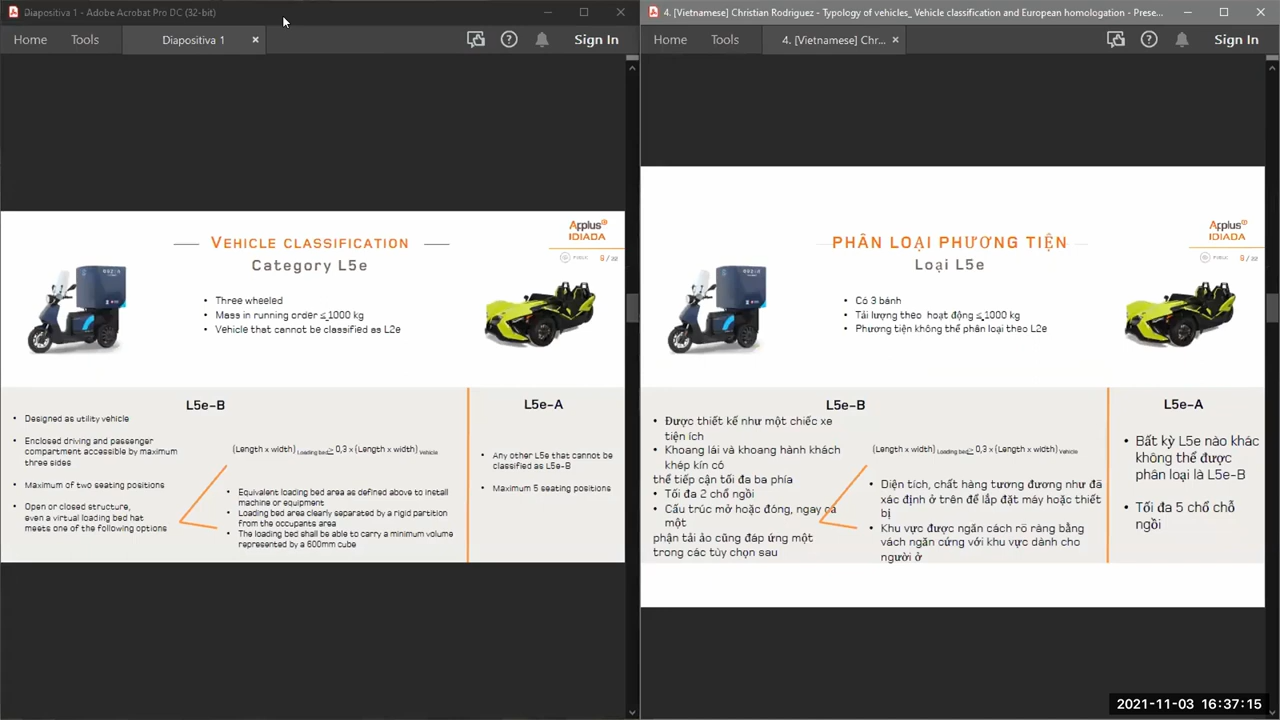 Diapositiva 1 - Adobe Acrobat Pro DC (32-bit)
Home
Tools
Diapositiva 1
Sign In
Applus
IDIADA
PUBLIC
9 / 22
VEHICLE CLASSIFICATION
Category L5e
• Three wheeled
• Mass in running order ≤ 1000 kg
• Vehicle that cannot be classified as L2e
L5e-B
• Designed as utility vehicle
• Enclosed driving and passenger
compartment accessible by maximum
three sides
• Maximum of two seating positions
• Open or closed structure,
even a virtual loading bed hat
meets one of the following options
(Length x width) Loading bed ≥ 0,3 x (Length x width) Vehicle
• Equivalent loading bed area as defined above to install
machine or equipment
• Loading bed area clearly separated by a rigid partition
from the occupants area
• The loading bed shall be able to carry a minimum volume
represented by a 600mm cube
L5e-A
• Any other L5e that cannot be
classified as L5e-B
• Maximum 5 seating positions
4. [Vietnamese] Christian Rodriguez - Typology of vehicles_ Vehicle classification and European homologation - Prese...
Home
Tools
4. [Vietnamese] Chr...
Sign In
Applus
IDIADA
PUBLIC
9 / 22
PHÂN LOẠI PHƯƠNG TIỆN
Loại L5e
• Có 3 bánh
• Tải lượng theo hoạt động ≤ 1000 kg
• Phương tiện không thể phân loại theo L2e
L5e-B
• Được thiết kế như một chiếc xe
tiện ích
• Khoang lái và khoang hành khách
khép kín có
thể tiếp cận tối đa ba phía
• Tối đa 2 chổ ngồi
• Cấu trúc mở hoặc đóng, ngay cả
một
phận tải ảo cũng đáp ứng một
trong các tùy chọn sau
(Length x width) Loading bed ≥ 0,3 x (Length x width) Vehicle
• Diện tích, chất hàng tương đương như đã
xác định ở trên để lắp đặt máy hoặc thiết
bị
• Khu vực được ngăn cách rõ ràng bằng
vách ngăn cứng với khu vực dành cho
người ở
L5e-A
• Bất kỳ L5e nào khác
không thể được
phân loại là L5e-B
• Tối đa 5 chổ chỗ
ngồi
2021-11-03 16:37:15